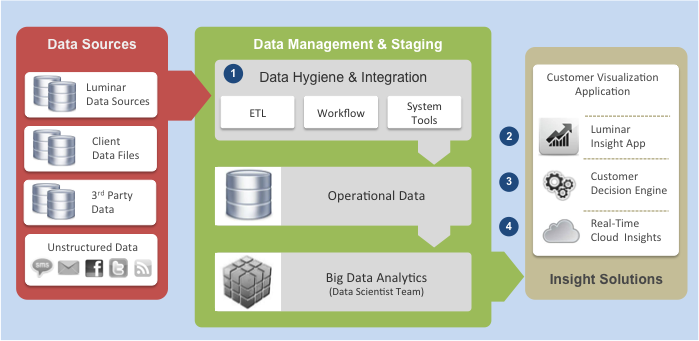 Data Sources
Luminar
Data Sources
Client
Data Files
3rd Party
Data
Unstructured Data
sms
f
t
Data Management & Staging
1
Data Hygiene & Integration
ETL
Workflow
System
Tools
Operational Data
Big Data Analytics
(Data Scientist Team)
Customer Visualization
Application
2
Luminar
Insight App
3
Customer
Decision Engine
4
Real-Time
Cloud Insights
Insight Solutions